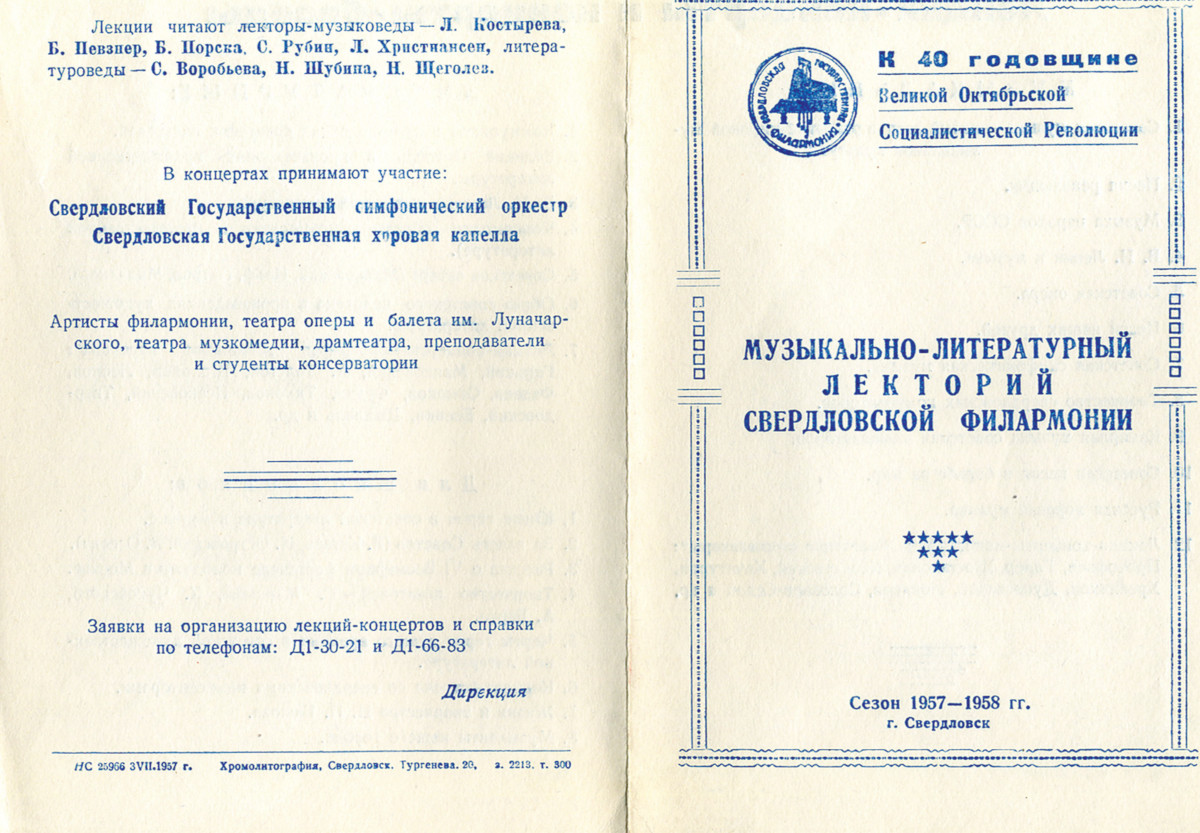 Лекции читают лекторы-музыковеды — Л. Костырева,
Б. Певзнер, Б. Порска, С. Рубин, Л. Христиансен, литера-
туроведы — С. Воробьева, Н. Шубина, Н. Щеголев.
В концертах принимают участие:
Свердловский Государственный симфонический оркестр
Свердловская Государственная хоровая капелла
Артисты филармонии, театра оперы и балета им. Луначар-
ского, театра музкомедии, драмтеатра, преподаватели
и студенты консерватории
Заявки на организацию лекций-концертов и справки
по телефонам: Д1-30-21 и Д1-66-83
Дирекция
НС 25966 3VII.1957 г. Хромолитография, Свердловск. Тургенева. 20, з. 2213. т. 300
СВЕРДЛОВСКАЯ ГОСУДАРСТВЕННАЯ
ФИЛАРМОНИЯ
К 40 годовщине
Великой Октябрьской
Социалистической Революции
МУЗЫКАЛЬНО-ЛИТЕРАТУРНЫЙ
ЛЕКТОРИЙ
СВЕРДЛОВСКОЙ ФИЛАРМОНИИ
Сезон 1957—1958 гг.
г. Свердловск